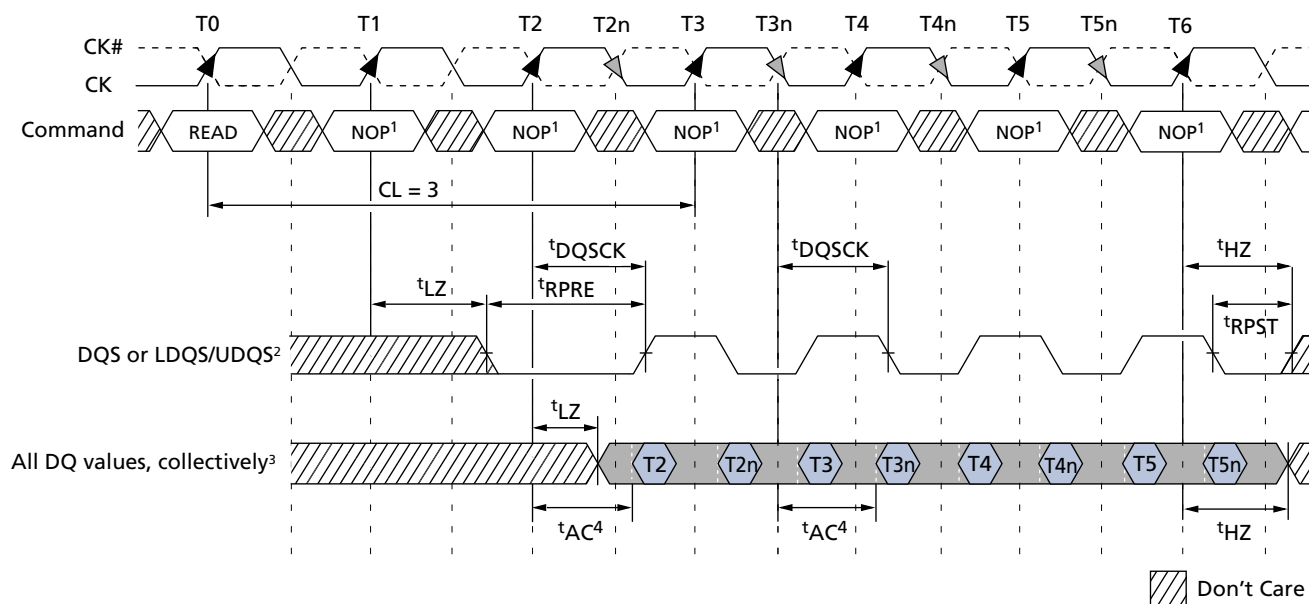 T0 T1 T2 T2n T3 T3n T4 T4n T5 T5n T6
CK#
CK
Command READ NOP¹ NOP¹ NOP¹ NOP¹ NOP¹ NOP¹
CL = 3
ᵗDQSCK ᵗDQSCK ᵗHZ
ᵗLZ ᵗRPRE
ᵗRPST
DQS or LDQS/UDQS²
ᵗLZ
All DQ values, collectively³ T2 T2n T3 T3n T4 T4n T5 T5n
ᵗAC⁴ ᵗAC⁴ ᵗHZ
Don't Care